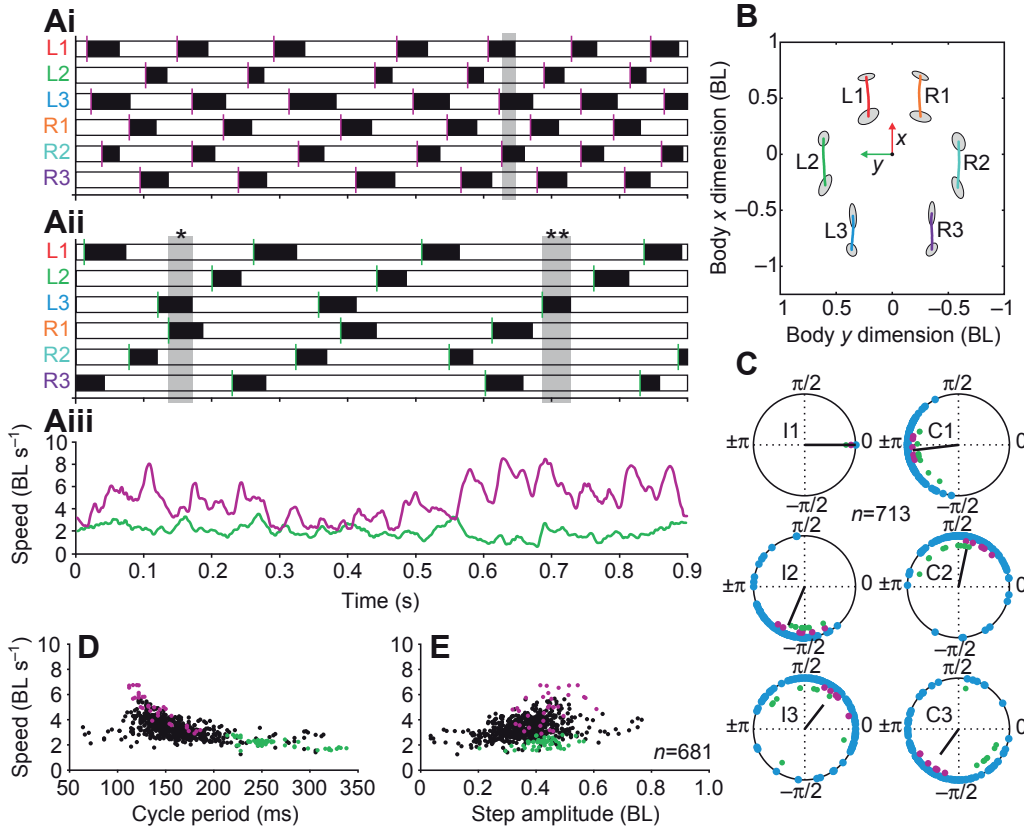 Ai
L1
L2
L3
R1
R2
R3
Aii
* **
L1
L2
L3
R1
R2
R3
Aiii
Speed (BL s⁻¹)
10
8
6
4
2
0
0 0.1 0.2 0.3 0.4 0.5 0.6 0.7 0.8 0.9
Time (s)
B
Body x dimension (BL)
1
0.5
0
−0.5
−1
L1 R1
x
L2 y R2
L3 R3
1 0.5 0 −0.5 −1
Body y dimension (BL)
C
π/2 π/2
±π I1 0 ±π C1 0
−π/2 n=713 −π/2
π/2 π/2
±π I2 0 ±π C2 0
−π/2 −π/2
π/2 π/2
±π I3 0 ±π C3 0
−π/2 −π/2
D
Speed (BL s⁻¹)
10
8
6
4
2
0
50 100 150 200 250 300 350
Cycle period (ms)
E
10
8
6
4
2
0
n=681
0 0.2 0.4 0.6 0.8 1.0
Step amplitude (BL)